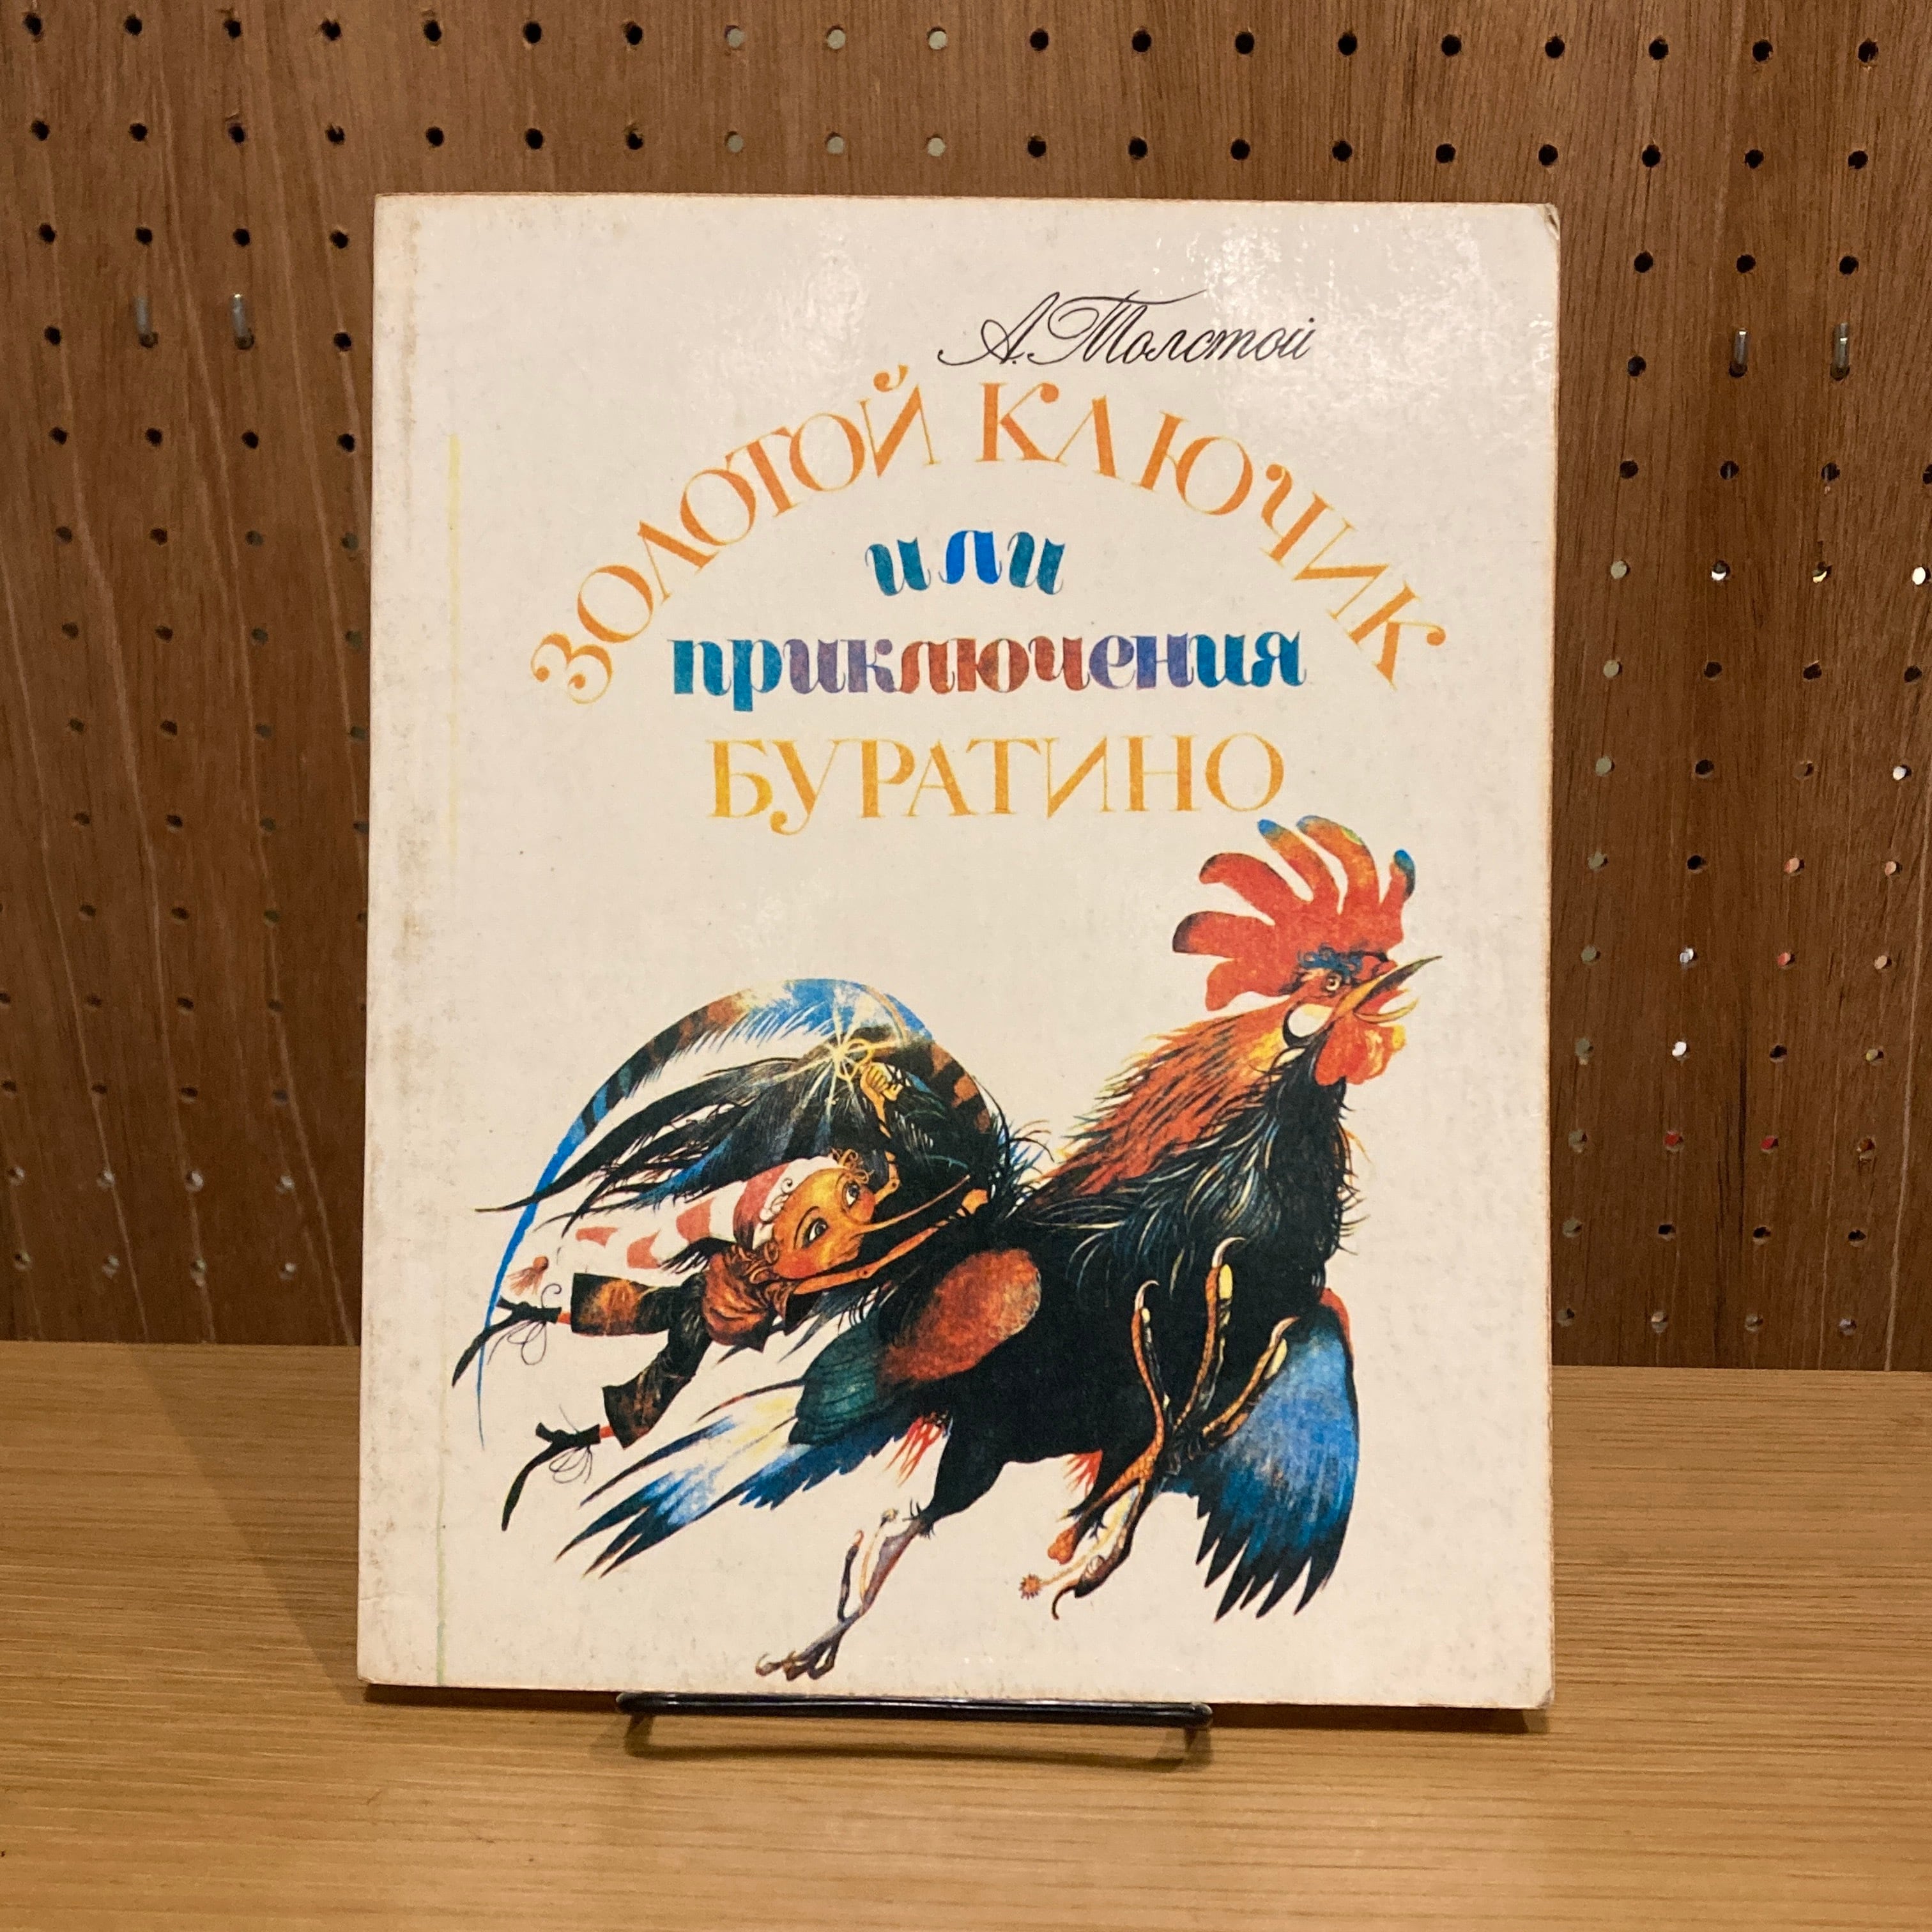 А. Толстой
ЗОЛОТОЙ КЛЮЧИК
или
приключения
БУРАТИНО